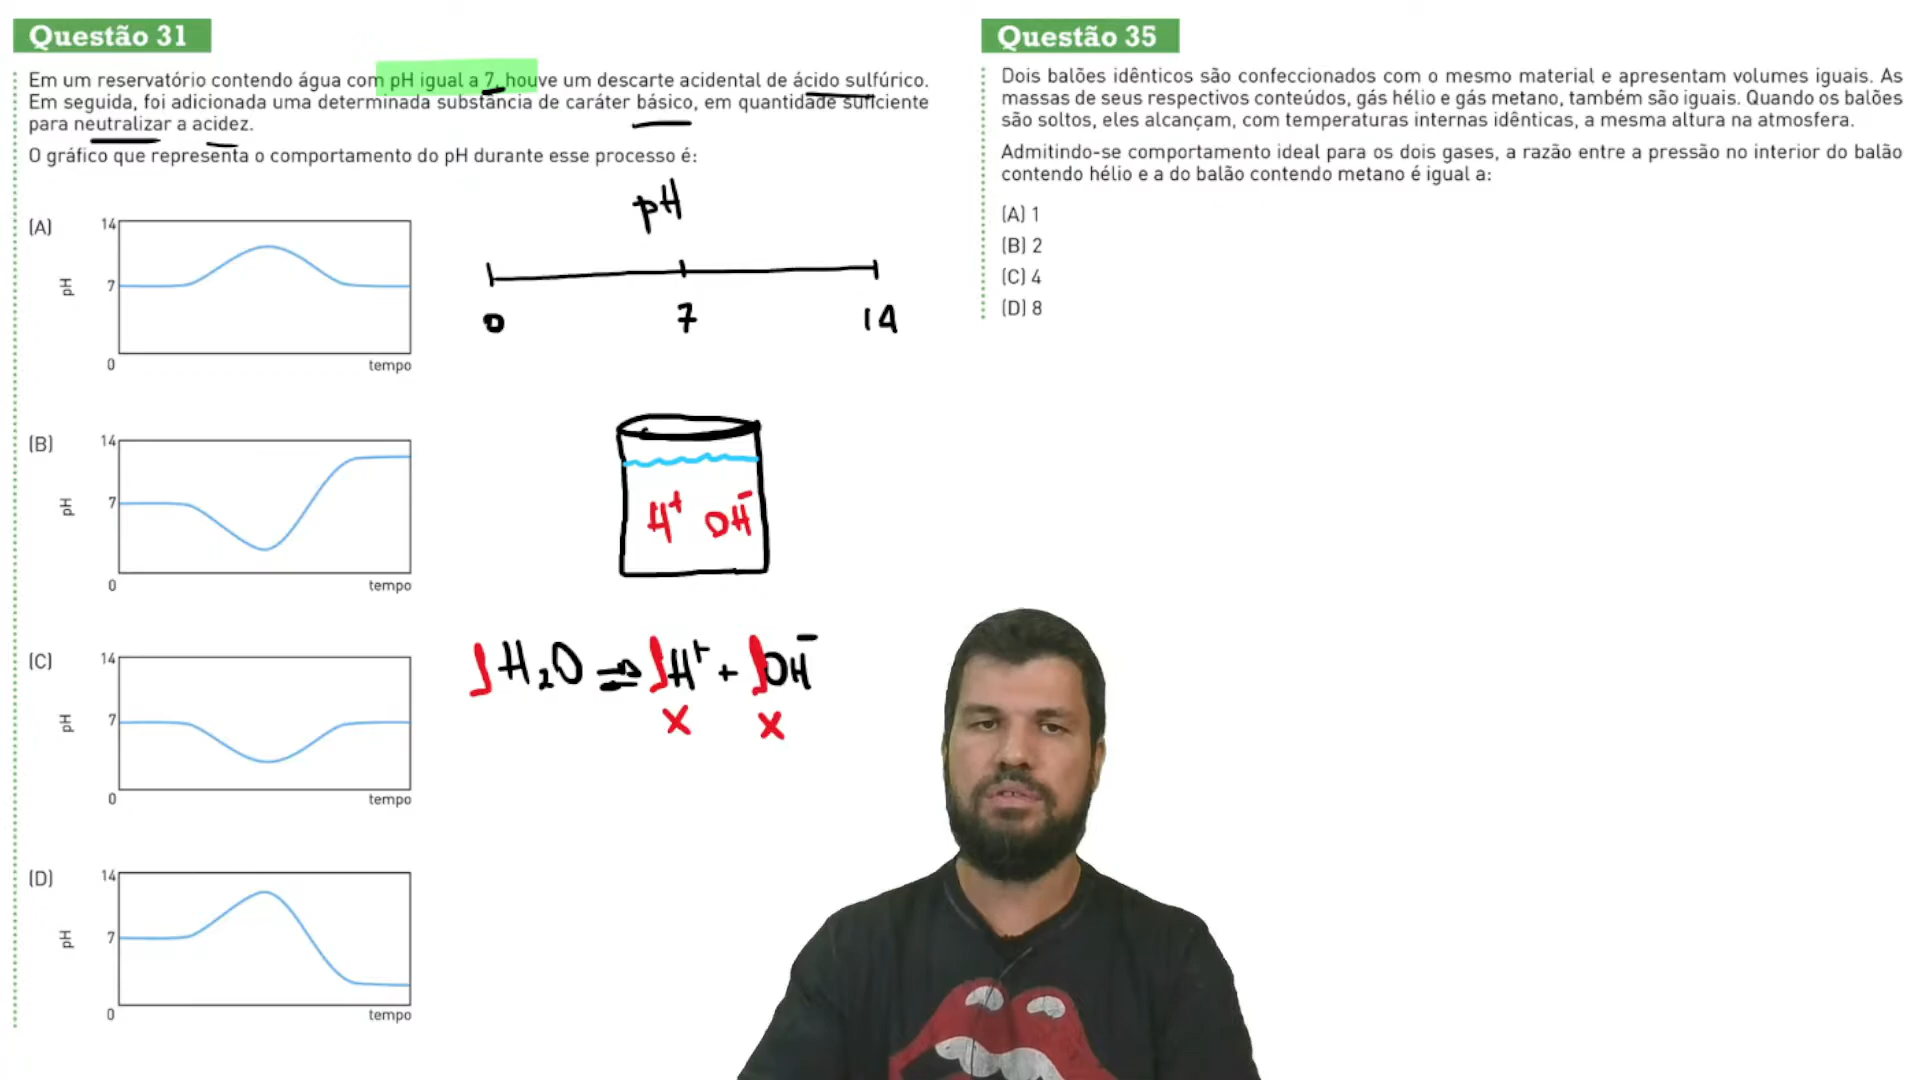 Questão 31
Em um reservatório contendo água com pH igual a 7, houve um descarte acidental de ácido sulfúrico.
Em seguida, foi adicionada uma determinada substância de caráter básico, em quantidade suficiente
para neutralizar a acidez.
O gráfico que representa o comportamento do pH durante esse processo é:
(A)
14
pH
7
0
tempo
(B)
14
pH
7
0
tempo
(C)
14
pH
7
0
tempo
(D)
14
pH
7
0
tempo
pH
0 7 14
H⁺ OH⁻
1 H₂O ⇌ 1 H⁺ + 1 OH⁻
x x
Questão 35
Dois balões idênticos são confeccionados com o mesmo material e apresentam volumes iguais. As
massas de seus respectivos conteúdos, gás hélio e gás metano, também são iguais. Quando os balões
são soltos, eles alcançam, com temperaturas internas idênticas, a mesma altura na atmosfera.
Admitindo-se comportamento ideal para os dois gases, a razão entre a pressão no interior do balão
contendo hélio e a do balão contendo metano é igual a:
(A) 1
(B) 2
(C) 4
(D) 8